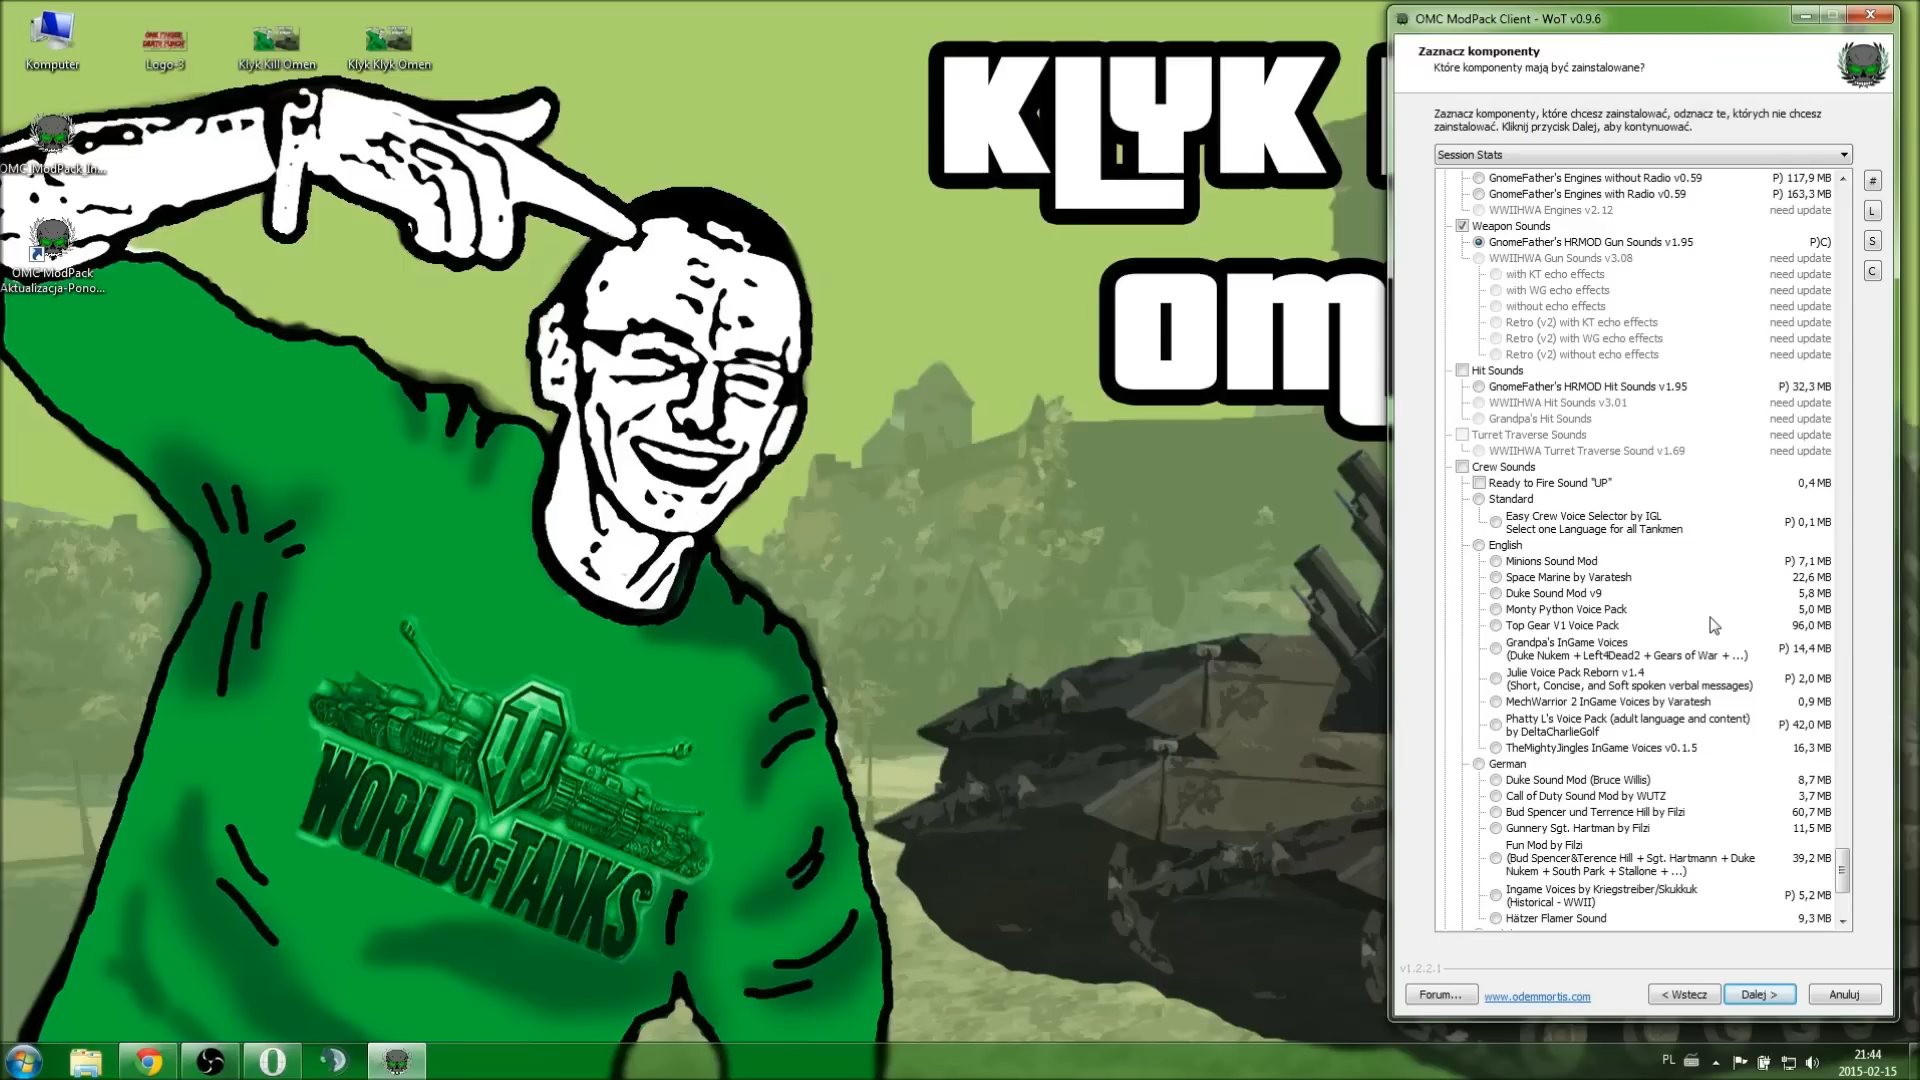 Komputer
Logo-3
Klyk Kill Omen
Klyk Klyk Omen
OMC_ModPack_In...
OMC ModPack
Aktualizacja-Pono...
KLYK
OM
WORLD OF TANKS
OMC ModPack Client - WoT v0.9.6
Zaznacz komponenty
Które komponenty mają być zainstalowane?
Zaznacz komponenty, które chcesz zainstalować, odznacz te, których nie chcesz
zainstalować. Kliknij przycisk Dalej, aby kontynuować.
Session Stats
GnomeFather's Engines without Radio v0.59 P) 117,9 MB
GnomeFather's Engines with Radio v0.59 P) 163,3 MB
WWIIHWA Engines v2.12 need update
Weapon Sounds
GnomeFather's HRMOD Gun Sounds v1.95 P)C)
WWIIHWA Gun Sounds v3.08 need update
with KT echo effects need update
with WG echo effects need update
without echo effects need update
Retro (v2) with KT echo effects need update
Retro (v2) with WG echo effects need update
Retro (v2) without echo effects need update
Hit Sounds
GnomeFather's HRMOD Hit Sounds v1.95 P) 32,3 MB
WWIIHWA Hit Sounds v3.01 need update
Grandpa's Hit Sounds need update
Turret Traverse Sounds need update
WWIIHWA Turret Traverse Sound v1.69 need update
Crew Sounds
Ready to Fire Sound "UP" 0,4 MB
Standard
Easy Crew Voice Selector by IGL
Select one Language for all Tankmen P) 0,1 MB
English
Minions Sound Mod P) 7,1 MB
Space Marine by Varatesh 22,6 MB
Duke Sound Mod v9 5,8 MB
Monty Python Voice Pack 5,0 MB
Top Gear V1 Voice Pack 96,0 MB
Grandpa's InGame Voices
(Duke Nukem + Left4Dead2 + Gears of War + ...) P) 14,4 MB
Julie Voice Pack Reborn v1.4
(Short, Concise, and Soft spoken verbal messages) P) 2,0 MB
MechWarrior 2 InGame Voices by Varatesh 0,9 MB
Phatty L's Voice Pack (adult language and content)
by DeltaCharlieGolf P) 42,0 MB
TheMightyJingles InGame Voices v0.1.5 16,3 MB
German
Duke Sound Mod (Bruce Willis) 8,7 MB
Call of Duty Sound Mod by WUTZ 3,7 MB
Bud Spencer und Terrence Hill by Filzi 60,7 MB
Gunnery Sgt. Hartman by Filzi 11,5 MB
Fun Mod by Filzi
(Bud Spencer&Terence Hill + Sgt. Hartmann + Duke
Nukem + South Park + Stallone + ...) 39,2 MB
Ingame Voices by Kriegstreiber/Skukkuk
(Historical - WWII) P) 5,2 MB
Hätzer Flamer Sound 9,3 MB
#
L
S
C
v1.2.2.1
Forum...
www.odemmortis.com
< Wstecz
Dalej >
Anuluj
PL
21:44
2015-02-15